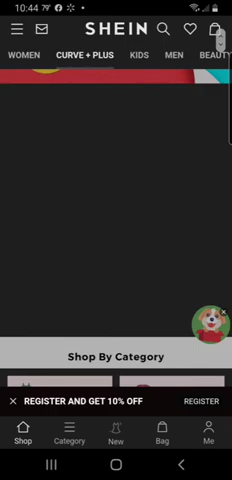 10:44 79°
SHEIN
WOMEN CURVE + PLUS KIDS MEN BEAUTY
Shop By Category
REGISTER AND GET 10% OFF REGISTER
Shop Category New Bag Me